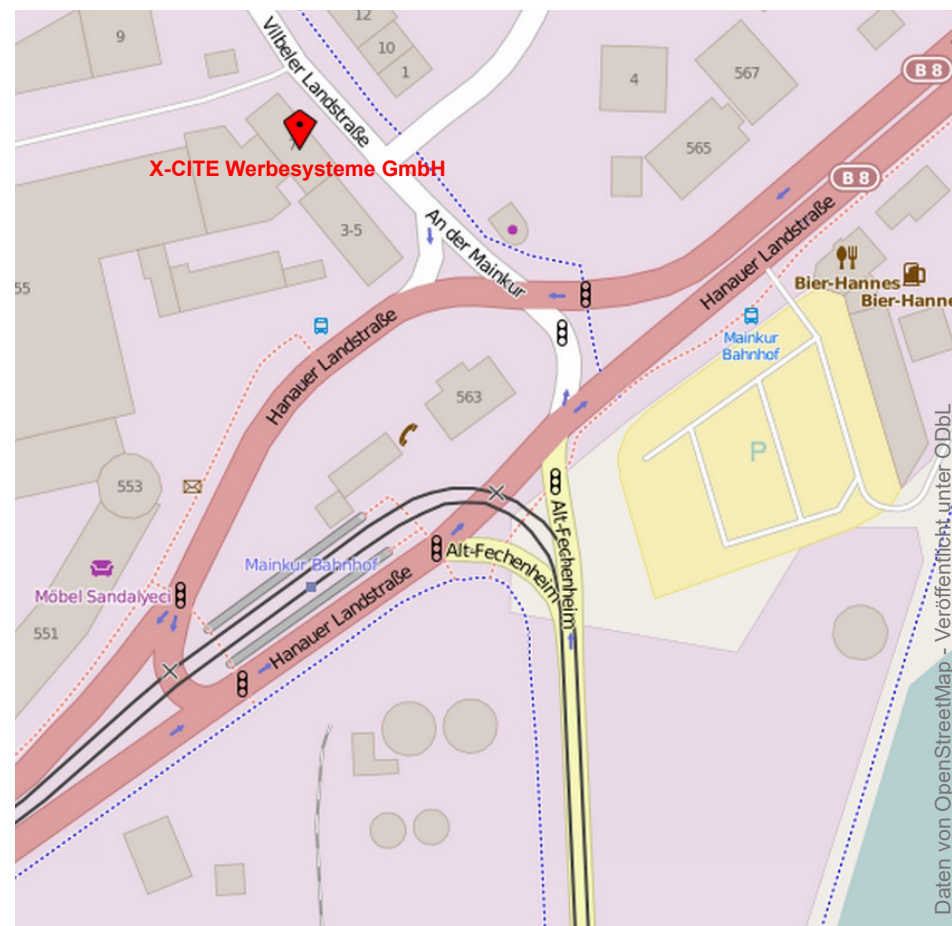 12
9
10
1
Vilbeler Landstraße
4
567
B 8
565
B 8
X-CITE Werbesysteme GmbH
3-5
An der Mainkur
Hanauer Landstraße
Bier-Hannes
Bier-Hanne
55
Mainkur
Bahnhof
Hanauer Landstraße
563
P
553
Alt-Fechenheim
Alt-Fechenheim
Mainkur Bahnhof
Möbel Sandalyeci
Hanauer Landstraße
551
Daten von OpenStreetMap - Veröffentlicht unter ODbL